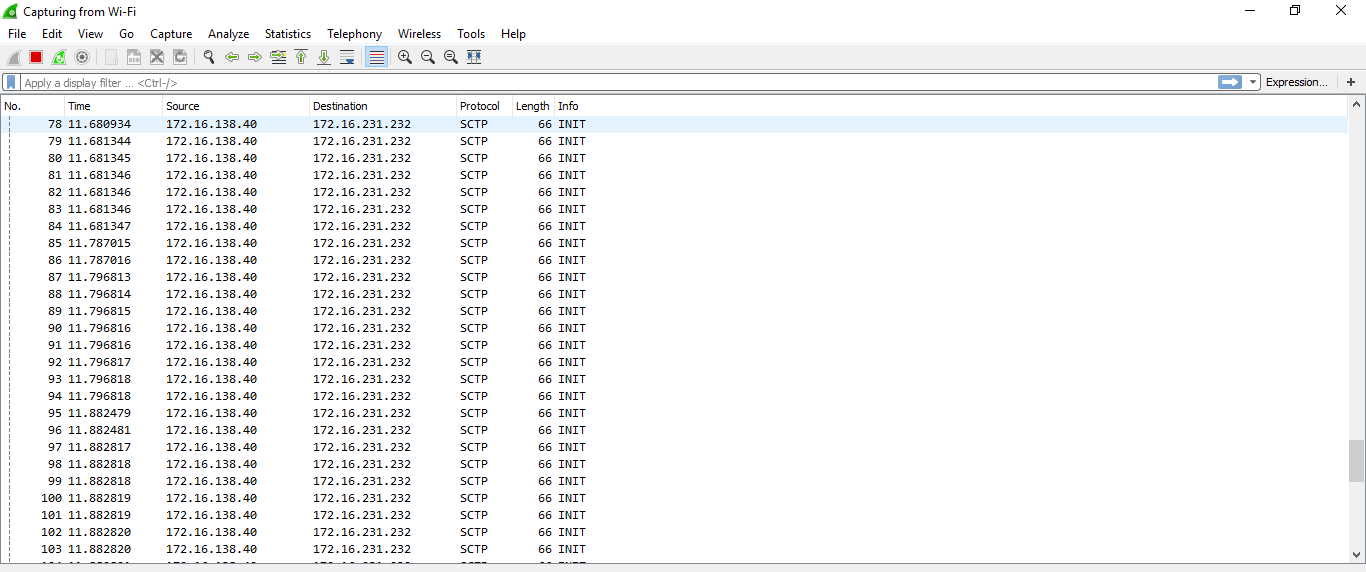 Capturing from Wi-Fi
File Edit View Go Capture Analyze Statistics Telephony Wireless Tools Help
Apply a display filter ... <Ctrl-/> Expression... +
No. Time Source Destination Protocol Length Info
78 11.680934 172.16.138.40 172.16.231.232 SCTP 66 INIT
79 11.681344 172.16.138.40 172.16.231.232 SCTP 66 INIT
80 11.681345 172.16.138.40 172.16.231.232 SCTP 66 INIT
81 11.681346 172.16.138.40 172.16.231.232 SCTP 66 INIT
82 11.681346 172.16.138.40 172.16.231.232 SCTP 66 INIT
83 11.681346 172.16.138.40 172.16.231.232 SCTP 66 INIT
84 11.681347 172.16.138.40 172.16.231.232 SCTP 66 INIT
85 11.787015 172.16.138.40 172.16.231.232 SCTP 66 INIT
86 11.787016 172.16.138.40 172.16.231.232 SCTP 66 INIT
87 11.796813 172.16.138.40 172.16.231.232 SCTP 66 INIT
88 11.796814 172.16.138.40 172.16.231.232 SCTP 66 INIT
89 11.796815 172.16.138.40 172.16.231.232 SCTP 66 INIT
90 11.796816 172.16.138.40 172.16.231.232 SCTP 66 INIT
91 11.796816 172.16.138.40 172.16.231.232 SCTP 66 INIT
92 11.796817 172.16.138.40 172.16.231.232 SCTP 66 INIT
93 11.796818 172.16.138.40 172.16.231.232 SCTP 66 INIT
94 11.796818 172.16.138.40 172.16.231.232 SCTP 66 INIT
95 11.882479 172.16.138.40 172.16.231.232 SCTP 66 INIT
96 11.882481 172.16.138.40 172.16.231.232 SCTP 66 INIT
97 11.882817 172.16.138.40 172.16.231.232 SCTP 66 INIT
98 11.882818 172.16.138.40 172.16.231.232 SCTP 66 INIT
99 11.882818 172.16.138.40 172.16.231.232 SCTP 66 INIT
100 11.882819 172.16.138.40 172.16.231.232 SCTP 66 INIT
101 11.882819 172.16.138.40 172.16.231.232 SCTP 66 INIT
102 11.882820 172.16.138.40 172.16.231.232 SCTP 66 INIT
103 11.882820 172.16.138.40 172.16.231.232 SCTP 66 INIT